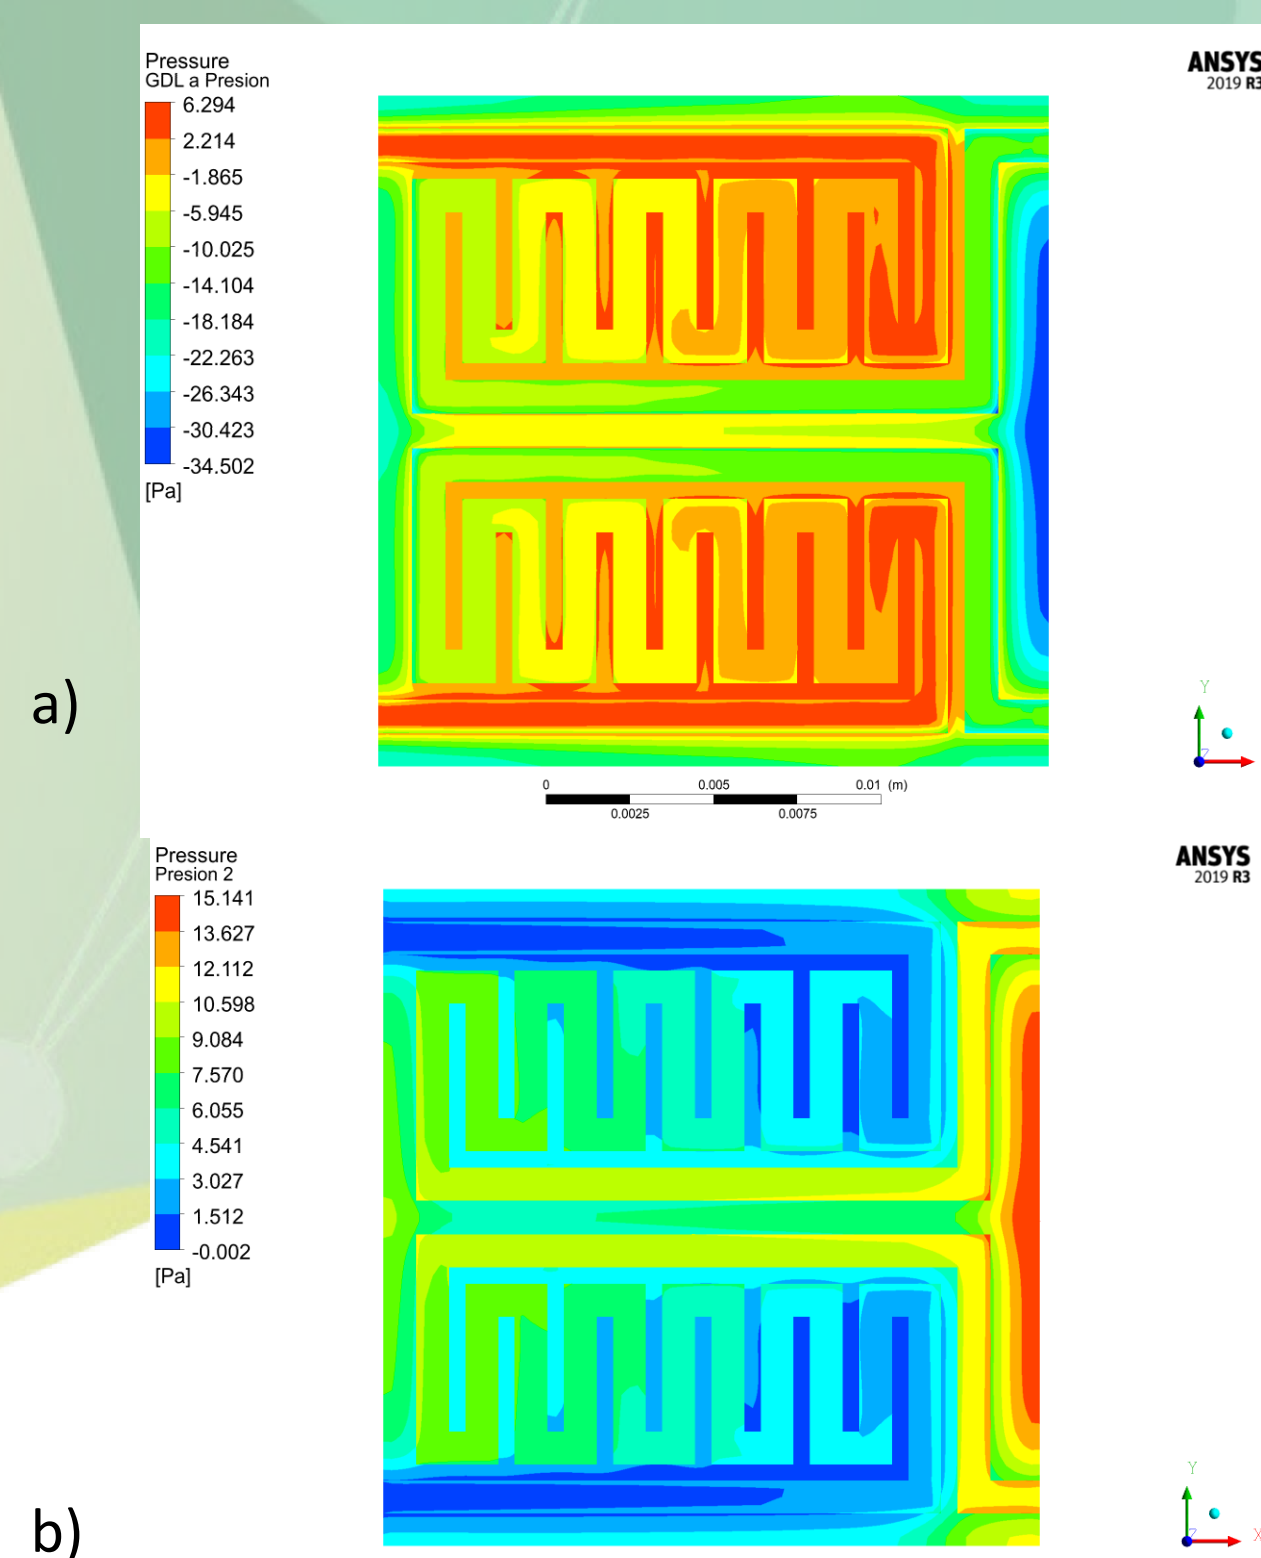 Pressure
GDL a Presion
6.294
2.214
-1.865
-5.945
-10.025
-14.104
-18.184
-22.263
-26.343
-30.423
-34.502
[Pa]
ANSYS
2019 R3
a)
Y
Z
0 0.005 0.01 (m)
0.0025 0.0075
Pressure
Presion 2
15.141
13.627
12.112
10.598
9.084
7.570
6.055
4.541
3.027
1.512
-0.002
[Pa]
ANSYS
2019 R3
b)
Y
Z
X